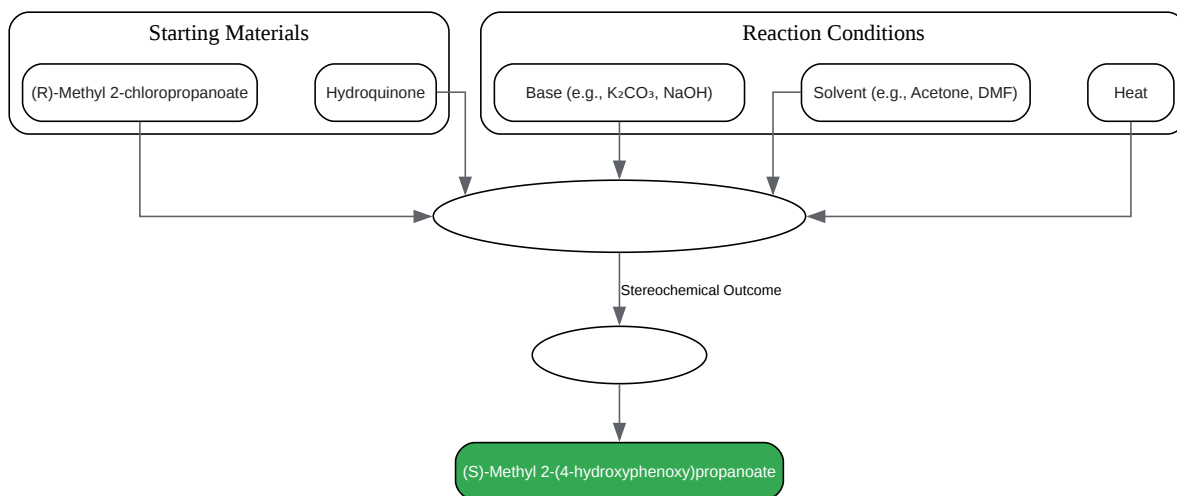 Starting Materials
Reaction Conditions
(R)-Methyl 2-chloropropanoate
Hydroquinone
Base (e.g., K₂CO₃, NaOH)
Solvent (e.g., Acetone, DMF)
Heat
Stereochemical Outcome
(S)-Methyl 2-(4-hydroxyphenoxy)propanoate